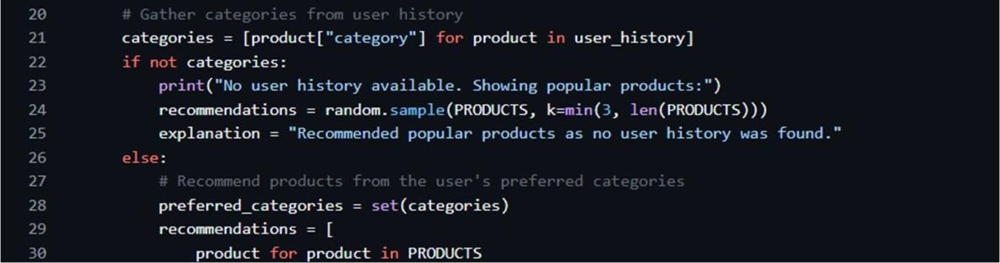 20 # Gather categories from user history
21 categories = [product["category"] for product in user_history]
22 if not categories:
23 print("No user history available. Showing popular products:")
24 recommendations = random.sample(PRODUCTS, k=min(3, len(PRODUCTS)))
25 explanation = "Recommended popular products as no user history was found."
26 else:
27 # Recommend products from the user's preferred categories
28 preferred_categories = set(categories)
29 recommendations = [
30 product for product in PRODUCTS